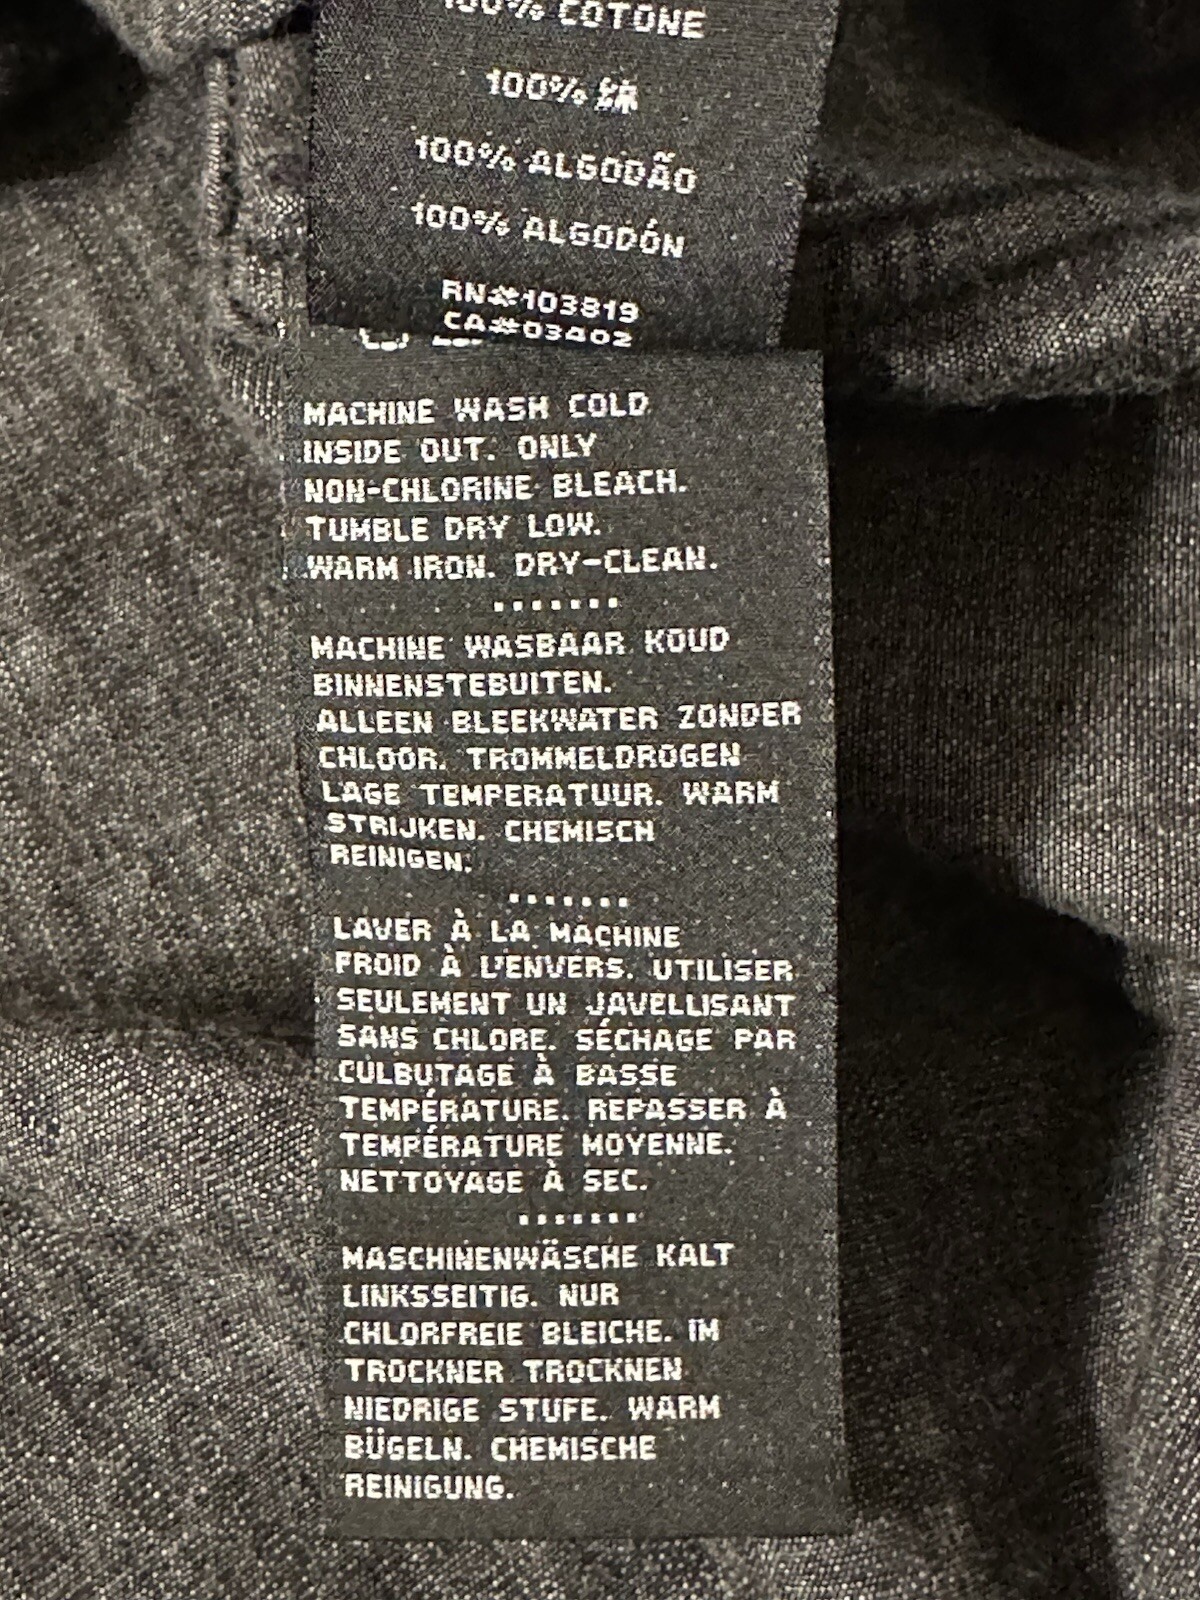 100% COTONE
100% 綿
100% ALGODÃO
100% ALGODÓN
RN#103819
CA#03402
MACHINE WASH COLD
INSIDE OUT. ONLY
NON-CHLORINE BLEACH.
TUMBLE DRY LOW.
WARM IRON. DRY-CLEAN.
MACHINE WASBAAR KOUD
BINNENSTEBUITEN.
ALLEEN BLEEKWATER ZONDER
CHLOOR. TROMMELDROGEN
LAGE TEMPERATUUR. WARM
STRIJKEN. CHEMISCH
REINIGEN.
LAVER À LA MACHINE
FROID À L'ENVERS. UTILISER
SEULEMENT UN JAVELLISANT
SANS CHLORE. SÉCHAGE PAR
CULBUTAGE À BASSE
TEMPÉRATURE. REPASSER À
TEMPÉRATURE MOYENNE.
NETTOYAGE À SEC.
MASCHINENWÄSCHE KALT
LINKSSEITIG. NUR
CHLORFREIE BLEICHE. IM
TROCKNER TROCKNEN
NIEDRIGE STUFE. WARM
BÜGELN. CHEMISCHE
REINIGUNG.